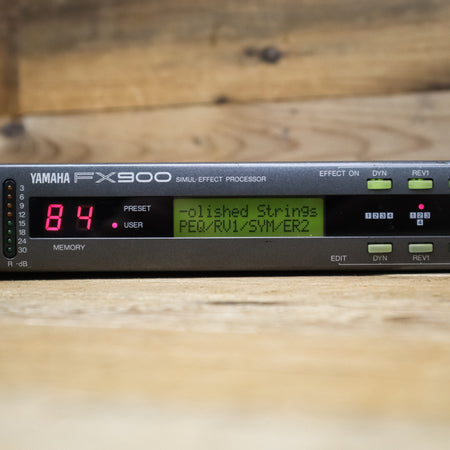 YAMAHA FX900 SIMUL-EFFECT PROCESSOR
EFFECT ON DYN REV1
3
6
9
12
15
18
24
30
R -dB
84
PRESET
USER
MEMORY
-olished Strings
PEQ/RV1/SYM/ER2
1 2 3 4
1 2 3
4
EDIT DYN REV1